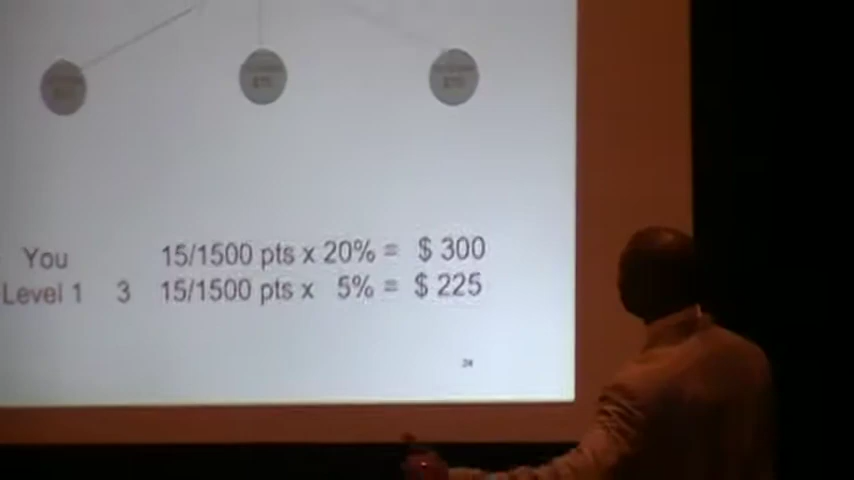 You 15/1500 pts x 20% = $ 300
Level 1 3 15/1500 pts x 5% = $ 225
24